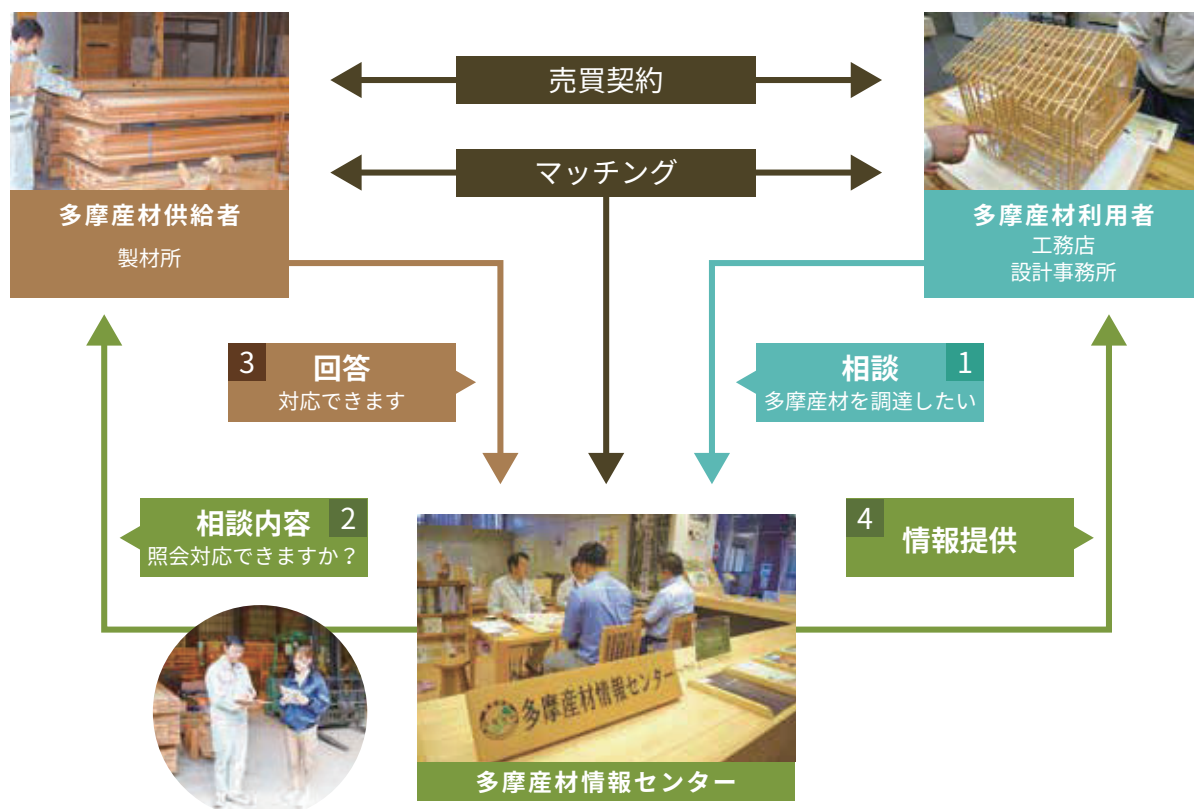 売買契約
マッチング
多摩産材供給者
製材所
多摩産材利用者
工務店
設計事務所
3 回答
対応できます
相談 1
多摩産材を調達したい
相談内容 2
照会対応できますか?
4 情報提供
多摩産材情報センター
多摩産材情報センター